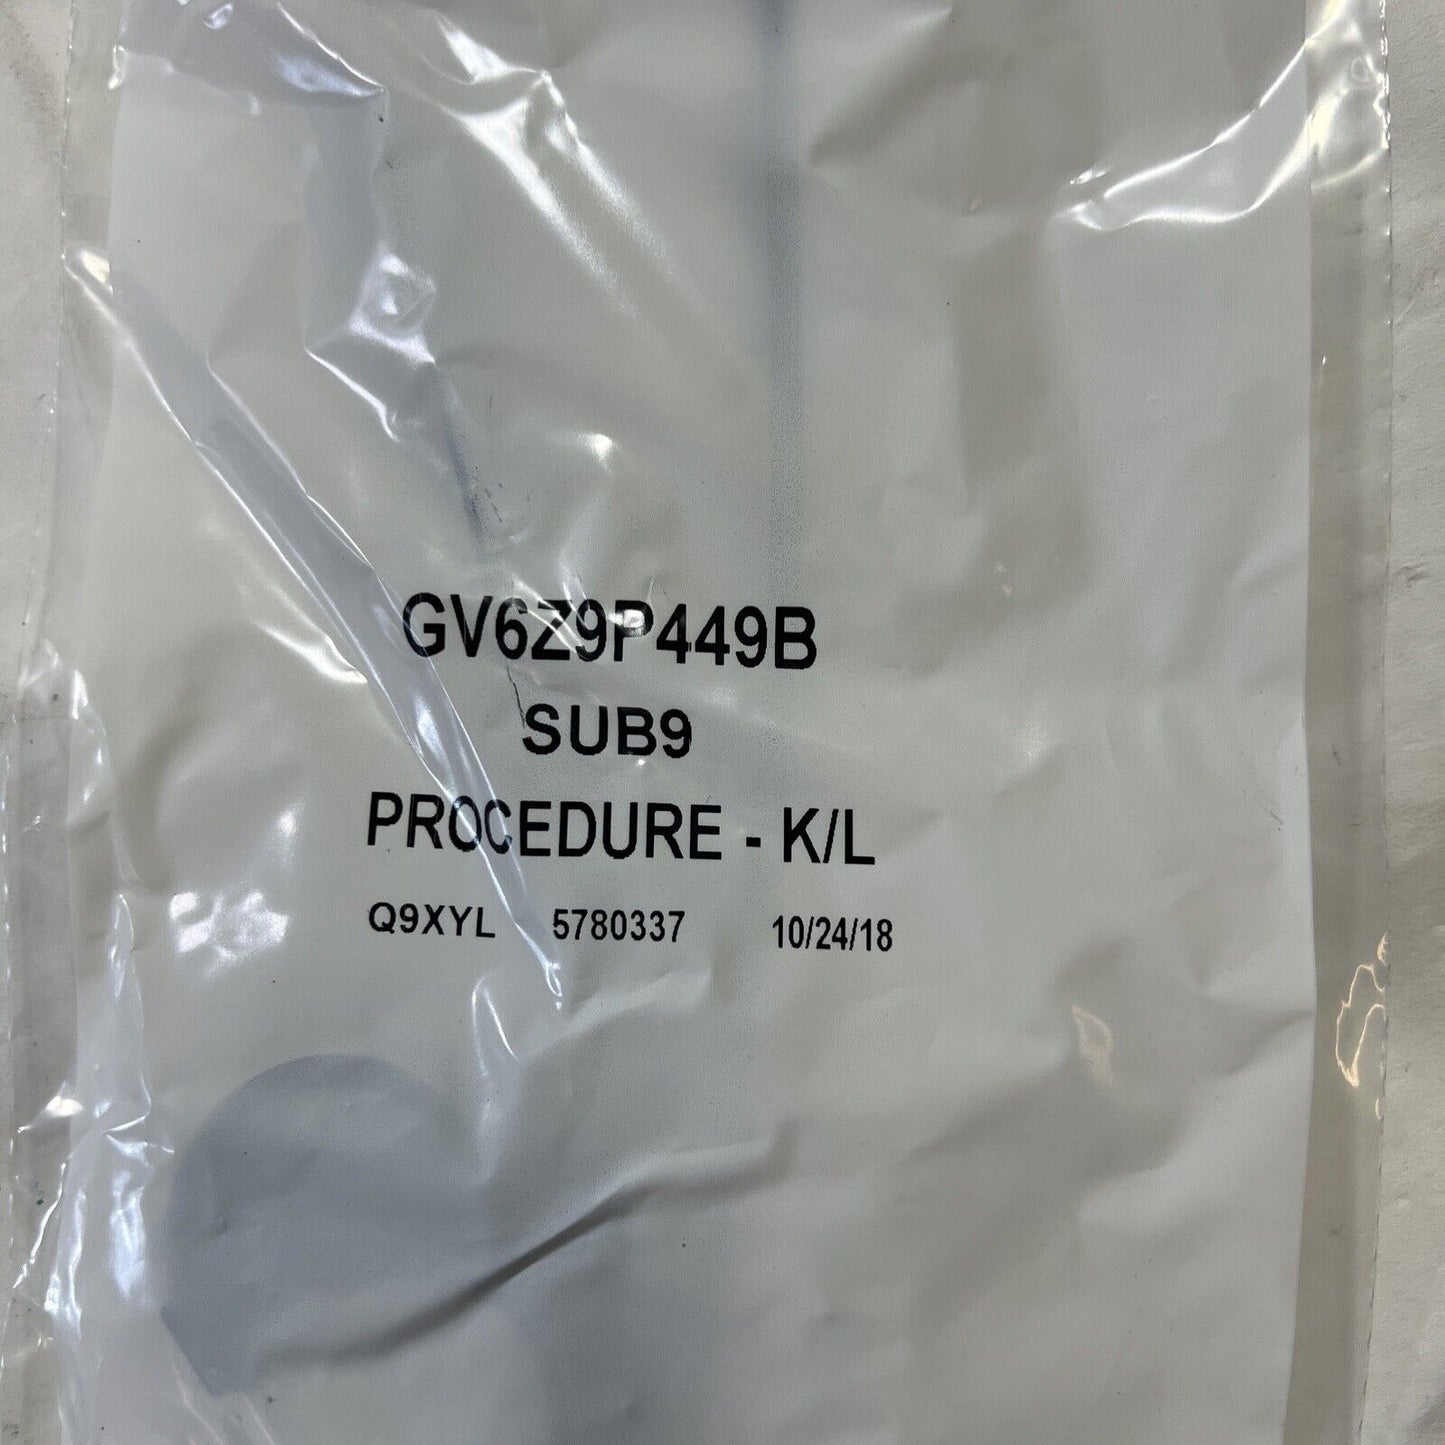 GV6Z9P449B
SUB9
PROCEDURE - K/L
Q9XYL 5780337 10/24/18